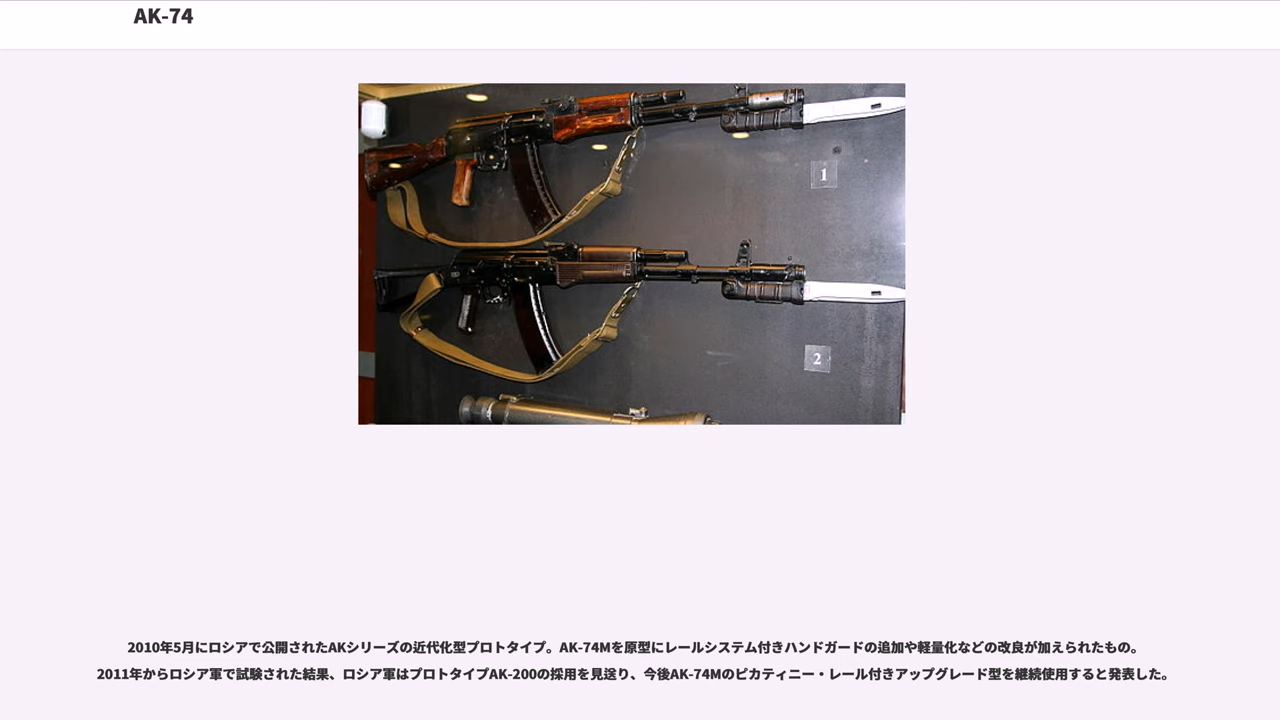 AK-74
1
2
2010年5月にロシアで公開されたAKシリーズの近代化型プロトタイプ。AK-74Mを原型にレールシステム付きハンドガードの追加や軽量化などの改良が加えられたもの。
2011年からロシア軍で試験された結果、ロシア軍はプロトタイプAK-200の採用を見送り、今後AK-74Mのピカティニー・レール付きアップグレード型を継続使用すると発表した。